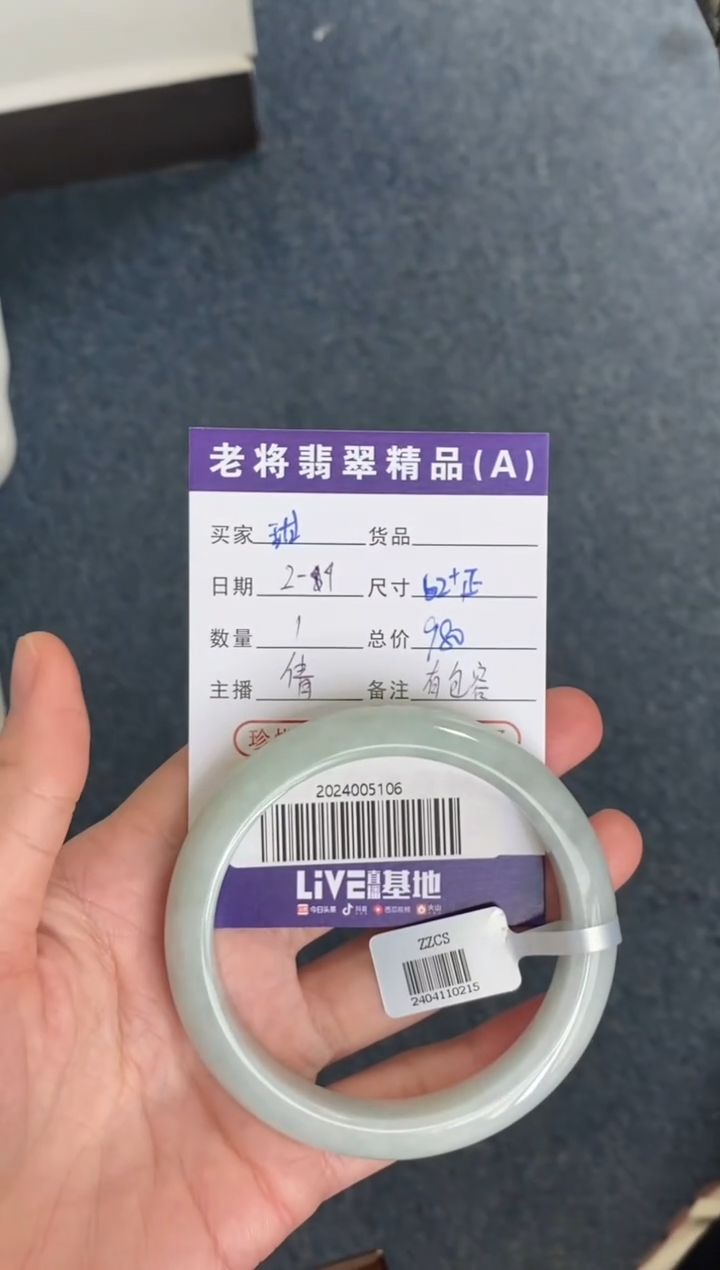 老将翡翠精品(A)
买家 货品
日期 2- 尺寸 62+正
数量 1 总价 980
主播 倩 备注 有包容
珍
2024005106
LiVE直播基地
今日头条 抖音 西瓜视频 火山
ZZCS
2404110215